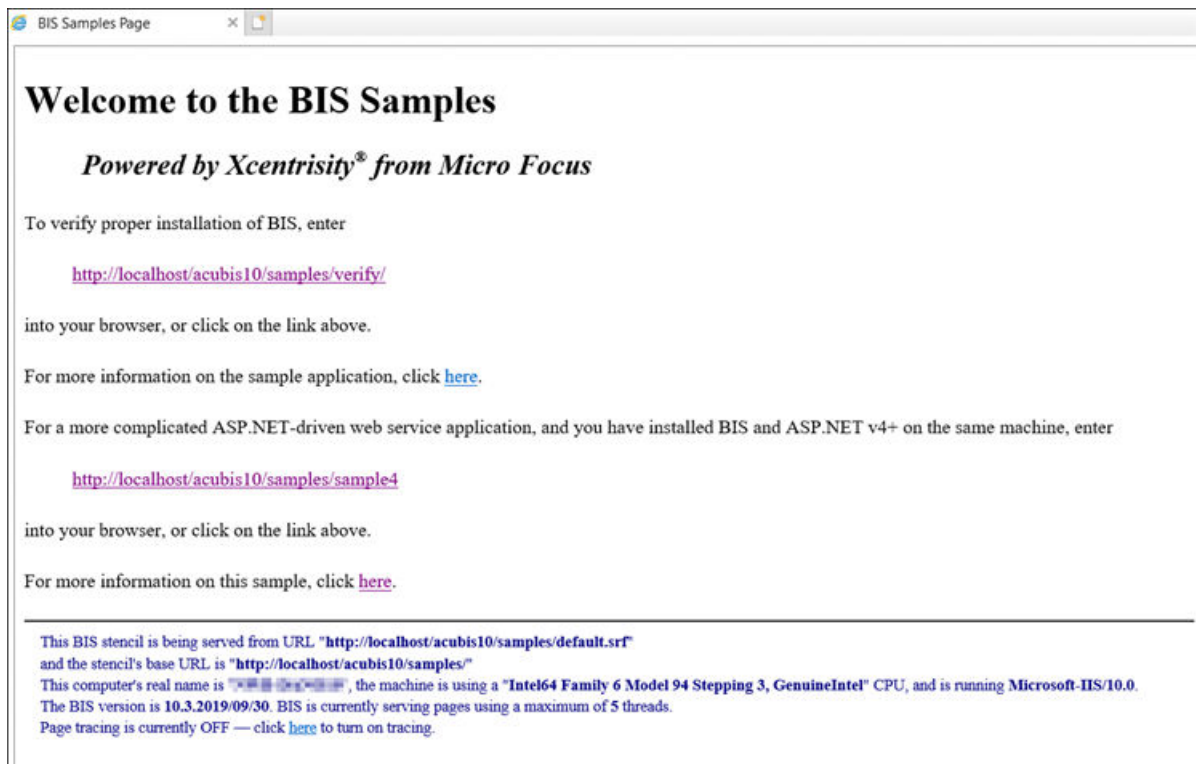 BIS Samples Page
Welcome to the BIS Samples
Powered by Xcentrisity® from Micro Focus
To verify proper installation of BIS, enter
http://localhost/acubis10/samples/verify/
into your browser, or click on the link above.
For more information on the sample application, click here.
For a more complicated ASP.NET-driven web service application, and you have installed BIS and ASP.NET v4+ on the same machine, enter
http://localhost/acubis10/samples/sample4
into your browser, or click on the link above.
For more information on this sample, click here.
This BIS stencil is being served from URL "http://localhost/acubis10/samples/default.srf"
and the stencil's base URL is "http://localhost/acubis10/samples/"
This computer's real name is " ", the machine is using a "Intel64 Family 6 Model 94 Stepping 3, GenuineIntel" CPU, and is running Microsoft-IIS/10.0.
The BIS version is 10.3.2019/09/30. BIS is currently serving pages using a maximum of 5 threads.
Page tracing is currently OFF — click here to turn on tracing.